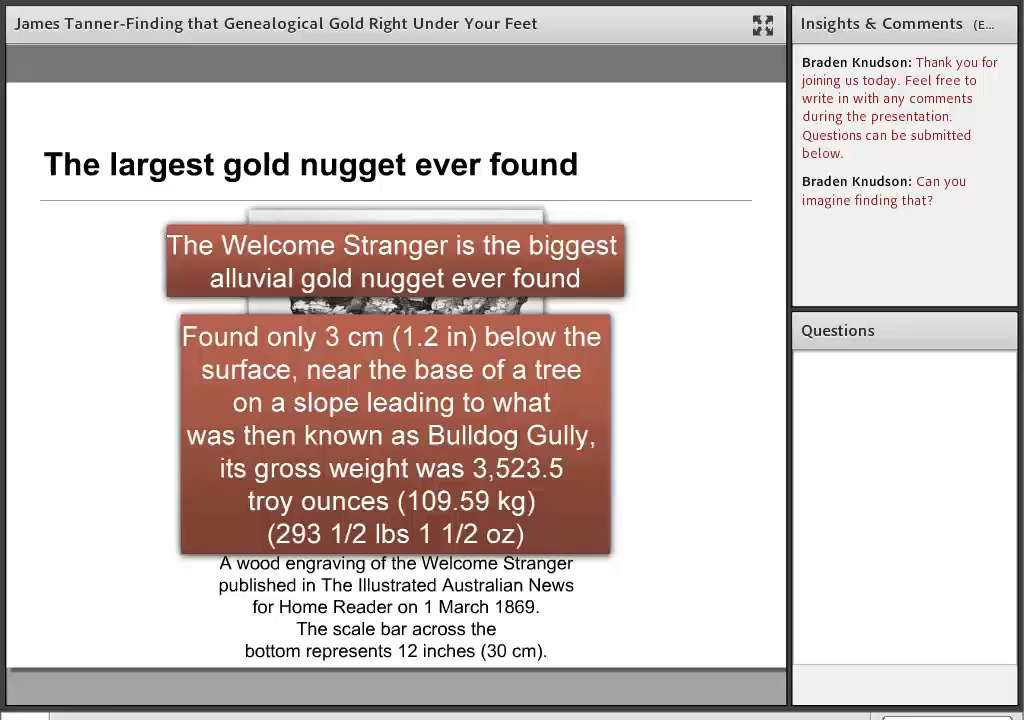 James Tanner-Finding that Genealogical Gold Right Under Your Feet
The largest gold nugget ever found
The Welcome Stranger is the biggest
alluvial gold nugget ever found
Found only 3 cm (1.2 in) below the
surface, near the base of a tree
on a slope leading to what
was then known as Bulldog Gully,
its gross weight was 3,523.5
troy ounces (109.59 kg)
(293 1/2 lbs 1 1/2 oz)
A wood engraving of the Welcome Stranger
published in The Illustrated Australian News
for Home Reader on 1 March 1869.
The scale bar across the
bottom represents 12 inches (30 cm).
Insights & Comments (E...
Braden Knudson: Thank you for
joining us today. Feel free to
write in with any comments
during the presentation.
Questions can be submitted
below.
Braden Knudson: Can you
imagine finding that?
Questions